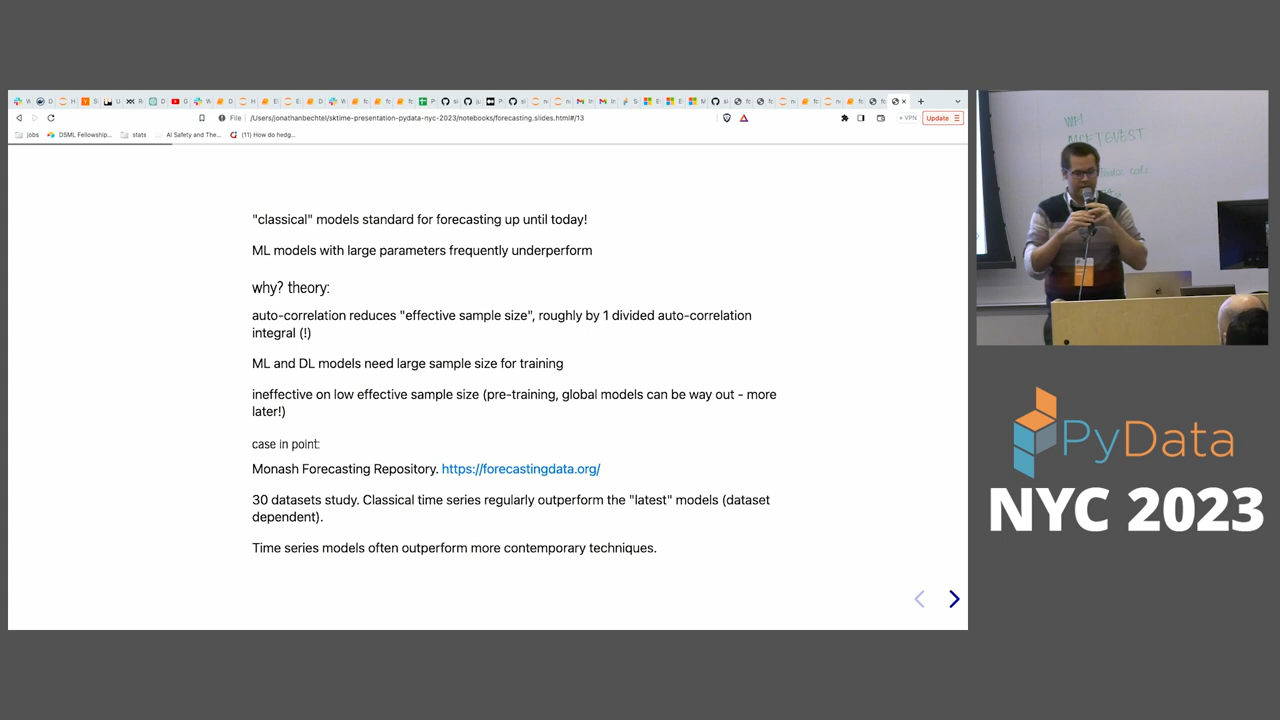 File
/Users/jonathanbechtel/sktime-presentation-pydata-nyc-2023/notebooks/forecasting.slides.html#/13
VPN
Update
jobs
DSML Fellowship...
stats
AI Safety and The...
(11) How do hedg...
"classical" models standard for forecasting up until today!
ML models with large parameters frequently underperform
why? theory:
auto-correlation reduces "effective sample size", roughly by 1 divided auto-correlation
integral (!)
ML and DL models need large sample size for training
ineffective on low effective sample size (pre-training, global models can be way out - more
later!)
case in point:
Monash Forecasting Repository. https://forecastingdata.org/
30 datasets study. Classical time series regularly outperform the "latest" models (dataset
dependent).
Time series models often outperform more contemporary techniques.
PyData
NYC 2023